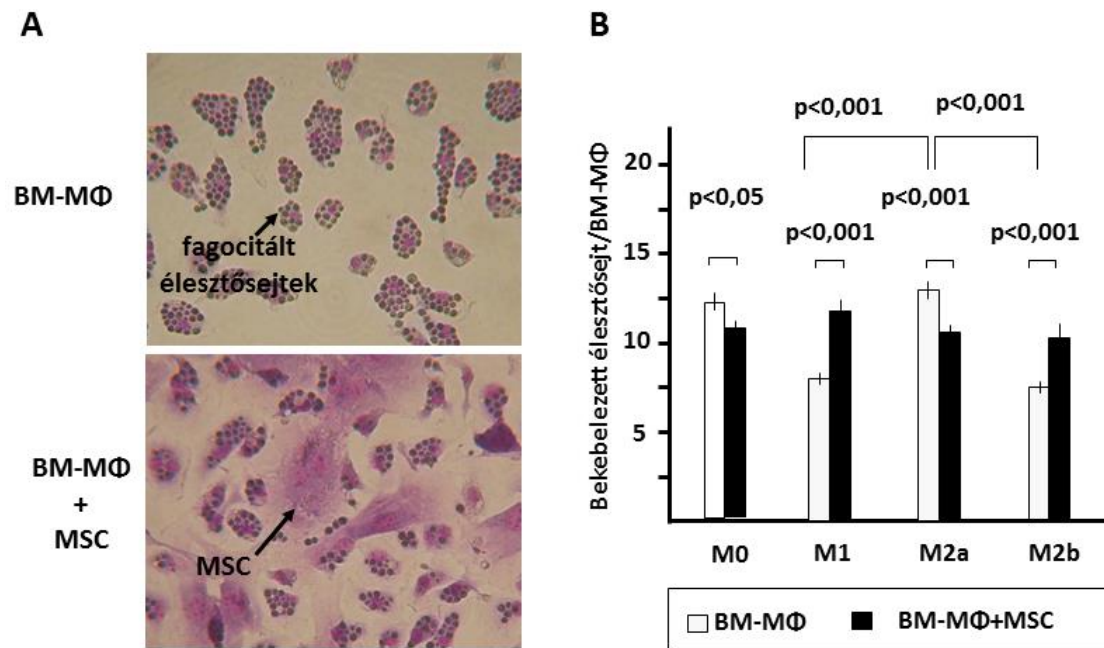 A
BM-MΦ
fagocitált
élesztősejtek
BM-MΦ
+
MSC
MSC
B
p<0,001 p<0,001
p<0,05 p<0,001
p<0,001 p<0,001
Bekebelezett élesztősejt/BM-MΦ
20
15
10
5
M0 M1 M2a M2b
BM-MΦ BM-MΦ+MSC